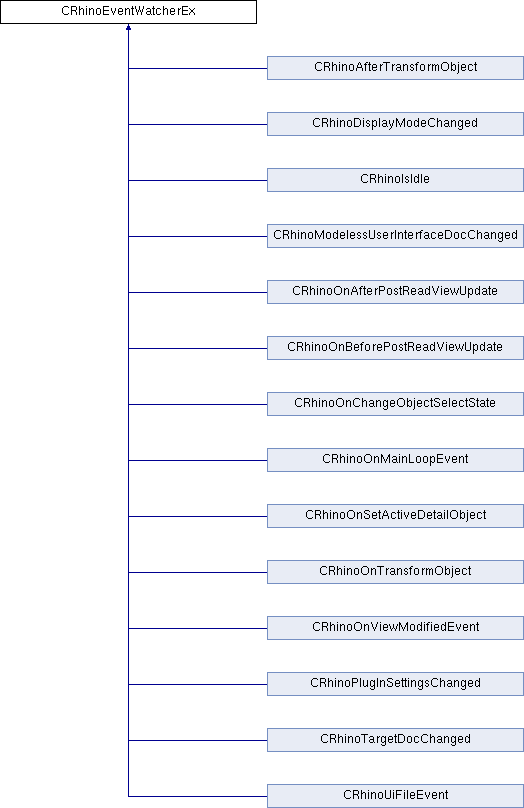 CRhinoEventWatcherEx
CRhinoAfterTransformObject
CRhinoDisplayModeChanged
CRhinoIsIdle
CRhinoModelessUserInterfaceDocChanged
CRhinoOnAfterPostReadViewUpdate
CRhinoOnBeforePostReadViewUpdate
CRhinoOnChangeObjectSelectState
CRhinoOnMainLoopEvent
CRhinoOnSetActiveDetailObject
CRhinoOnTransformObject
CRhinoOnViewModifiedEvent
CRhinoPlugInSettingsChanged
CRhinoTargetDocChanged
CRhinoUiFileEvent